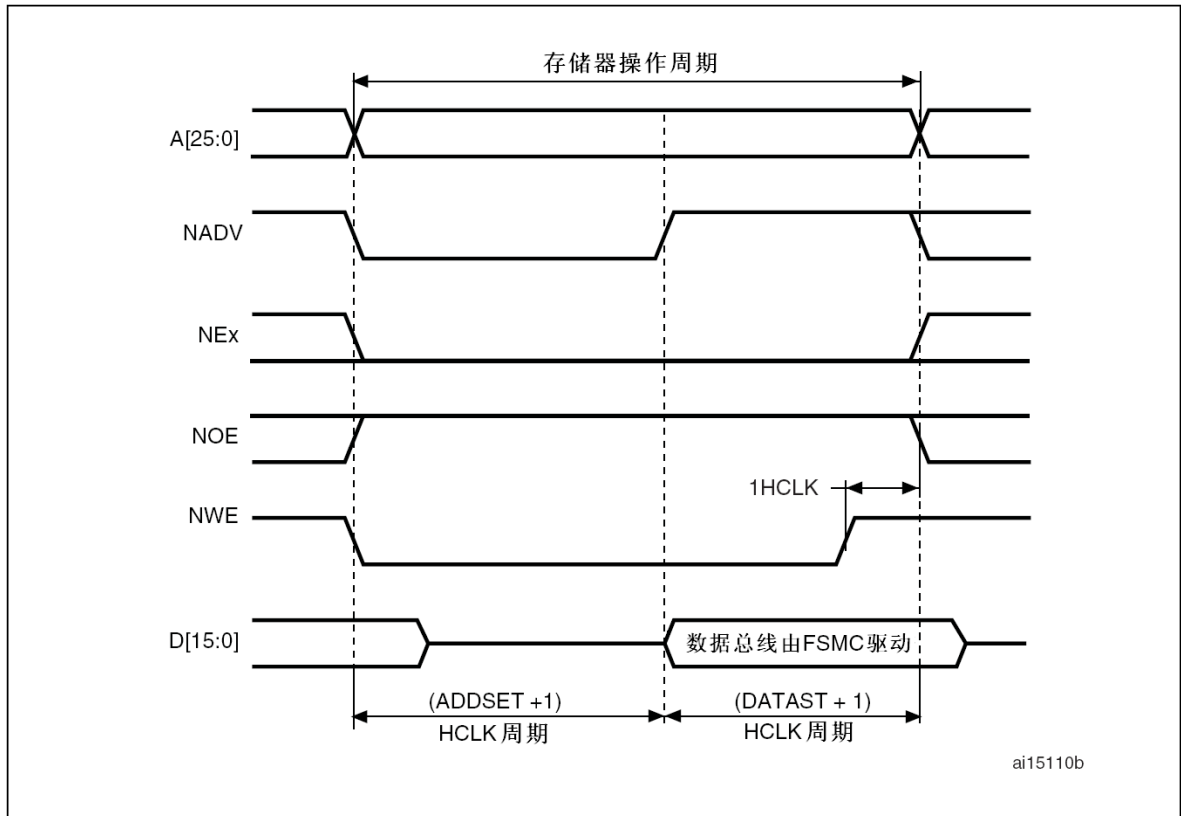 存储器操作周期
A[25:0]
NADV
NEx
NOE
1HCLK
NWE
D[15:0]
数据总线由FSMC驱动
(ADDSET +1)
HCLK 周期
(DATAST + 1)
HCLK 周期
ai15110b